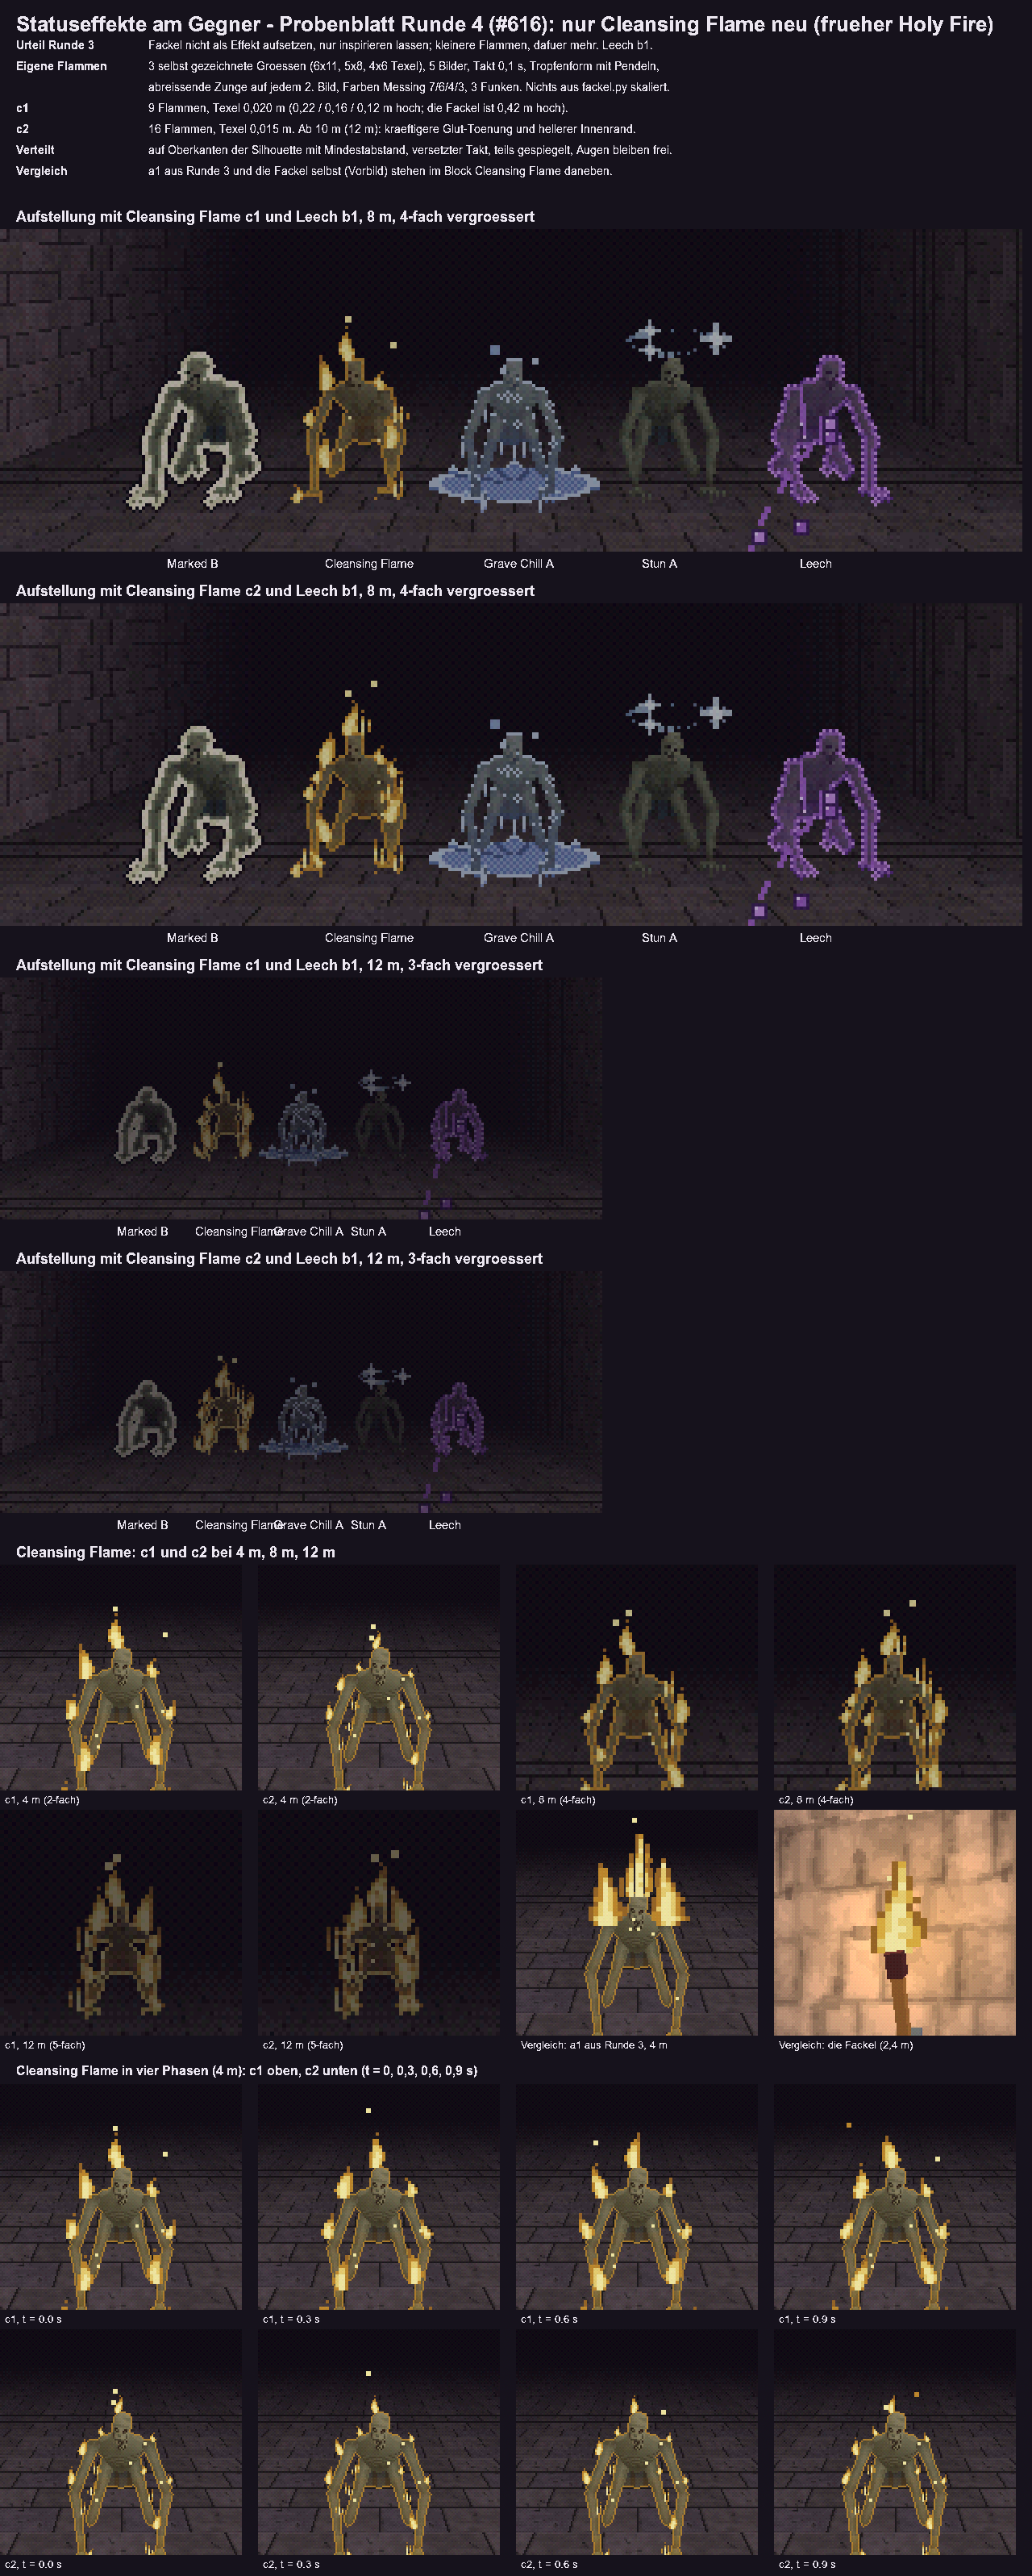 Statuseffekte am Gegner - Probenblatt Runde 4 (#616): nur Cleansing Flame neu (frueher Holy Fire)
Urteil Runde 3 Fackel nicht als Effekt aufsetzen, nur inspirieren lassen; kleinere Flammen, dafuer mehr. Leech b1.
Eigene Flammen 3 selbst gezeichnete Groessen (6x11, 5x8, 4x6 Texel), 5 Bilder, Takt 0,1 s, Tropfenform mit Pendeln,
abreissende Zunge auf jedem 2. Bild, Farben Messing 7/6/4/3, 3 Funken. Nichts aus fackel.py skaliert.
c1 9 Flammen, Texel 0,020 m (0,22 / 0,16 / 0,12 m hoch; die Fackel ist 0,42 m hoch).
c2 16 Flammen, Texel 0,015 m. Ab 10 m (12 m): kraeftigere Glut-Toenung und hellerer Innenrand.
Verteilt auf Oberkanten der Silhouette mit Mindestabstand, versetzter Takt, teils gespiegelt, Augen bleiben frei.
Vergleich a1 aus Runde 3 und die Fackel selbst (Vorbild) stehen im Block Cleansing Flame daneben.
Aufstellung mit Cleansing Flame c1 und Leech b1, 8 m, 4-fach vergroessert
Marked B Cleansing Flame Grave Chill A Stun A Leech
Aufstellung mit Cleansing Flame c2 und Leech b1, 8 m, 4-fach vergroessert
Marked B Cleansing Flame Grave Chill A Stun A Leech
Aufstellung mit Cleansing Flame c1 und Leech b1, 12 m, 3-fach vergroessert
Marked B Cleansing Flame Grave Chill A Stun A Leech
Aufstellung mit Cleansing Flame c2 und Leech b1, 12 m, 3-fach vergroessert
Marked B Cleansing Flame Grave Chill A Stun A Leech
Cleansing Flame: c1 und c2 bei 4 m, 8 m, 12 m
c1, 4 m (2-fach) c2, 4 m (2-fach) c1, 8 m (4-fach) c2, 8 m (4-fach)
c1, 12 m (5-fach) c2, 12 m (5-fach) Vergleich: a1 aus Runde 3, 4 m Vergleich: die Fackel (2,4 m)
Cleansing Flame in vier Phasen (4 m): c1 oben, c2 unten (t = 0, 0,3, 0,6, 0,9 s)
c1, t = 0.0 s c1, t = 0.3 s c1, t = 0.6 s c1, t = 0.9 s
c2, t = 0.0 s c2, t = 0.3 s c2, t = 0.6 s c2, t = 0.9 s